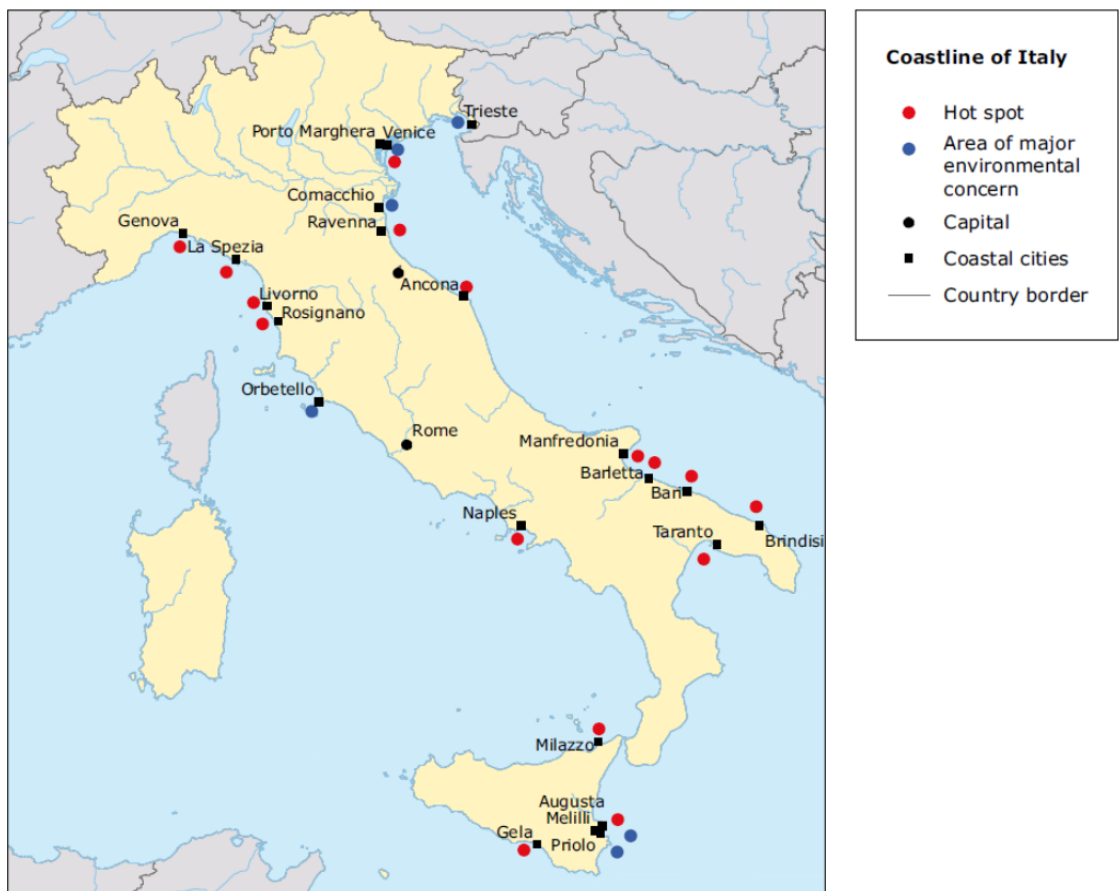 Trieste
Porto Marghera Venice
Comacchio
Ravenna
Genova
La Spezia
Ancona
Livorno
Rosignano
Orbetello
Rome
Manfredonia
Barletta
Bari
Naples
Taranto
Brindisi
Milazzo
Augusta
Melilli
Gela
Priolo
Coastline of Italy
Hot spot
Area of major
environmental
concern
Capital
Coastal cities
Country border